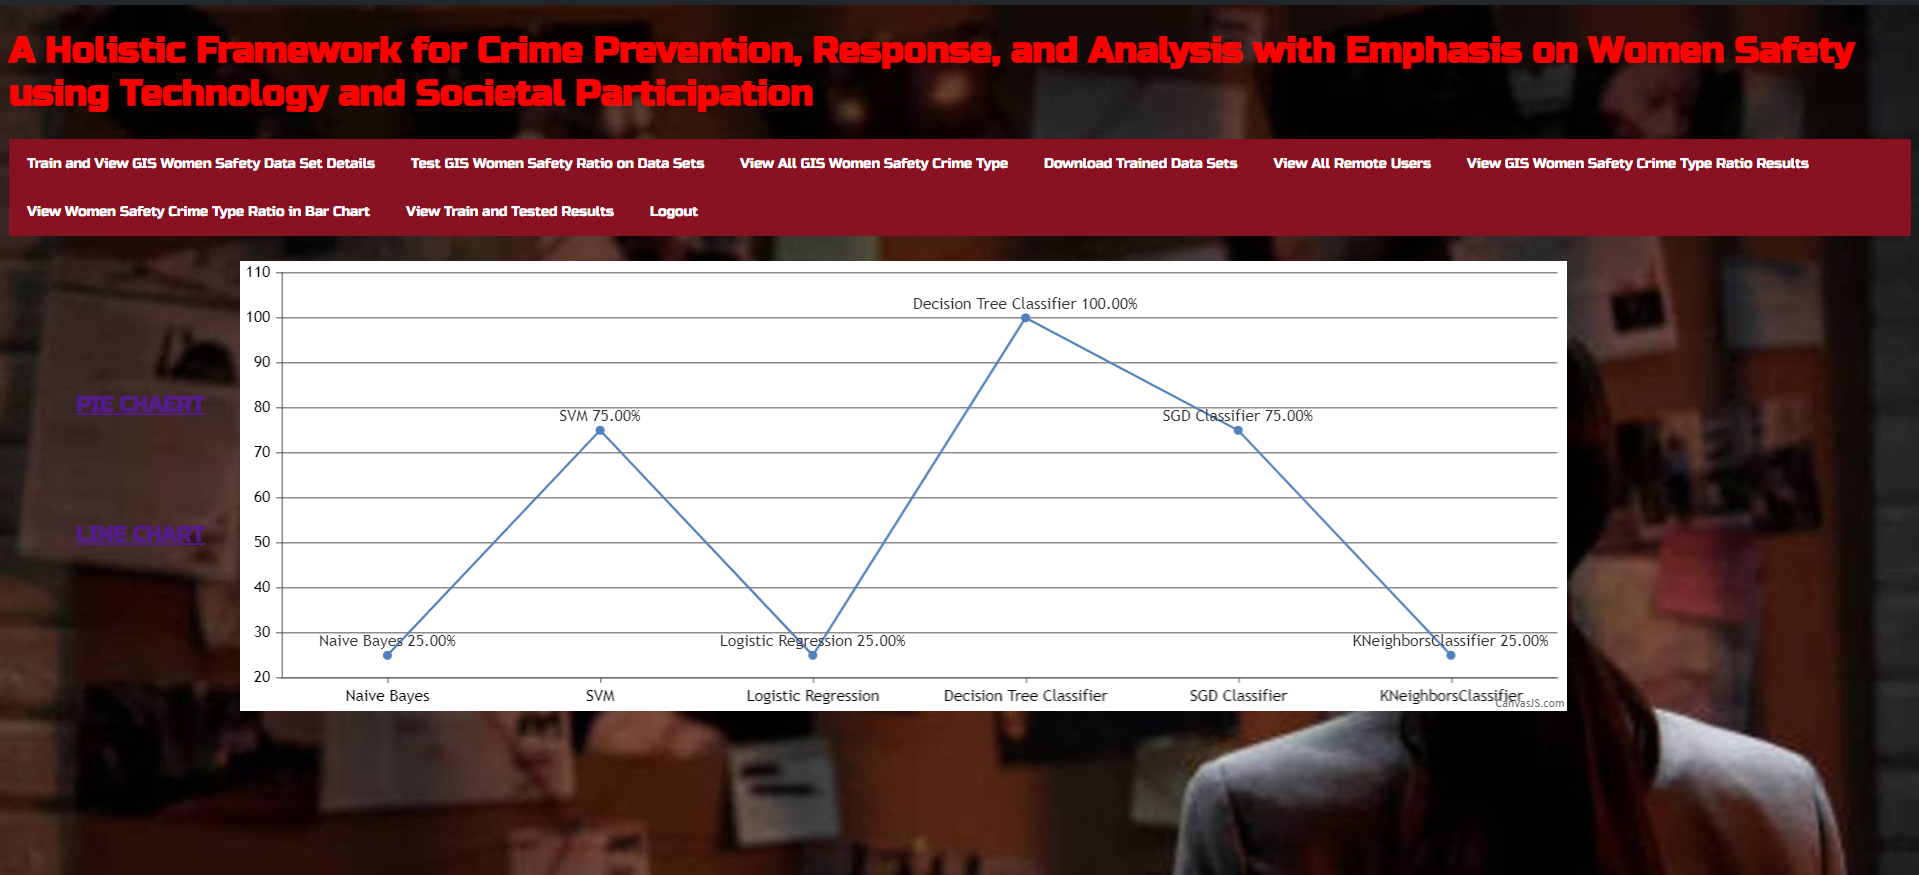 A Holistic Framework for Crime Prevention, Response, and Analysis with Emphasis on Women Safety
using Technology and Societal Participation
Train and View GIS Women Safety Data Set Details Test GIS Women Safety Ratio on Data Sets View All GIS Women Safety Crime Type Download Trained Data Sets View All Remote Users View GIS Women Safety Crime Type Ratio Results
View Women Safety Crime Type Ratio in Bar Chart View Train and Tested Results Logout
PIE CHAERT
LINE CHART
110
Decision Tree Classifier 100.00%
100
90
80
SVM 75.00% SGD Classifier 75.00%
70
60
50
40
30
Naive Bayes 25.00% Logistic Regression 25.00% KNeighborsClassifier 25.00%
20
Naive Bayes SVM Logistic Regression Decision Tree Classifier SGD Classifier KNeighborsClassifier
CanvasJS.com